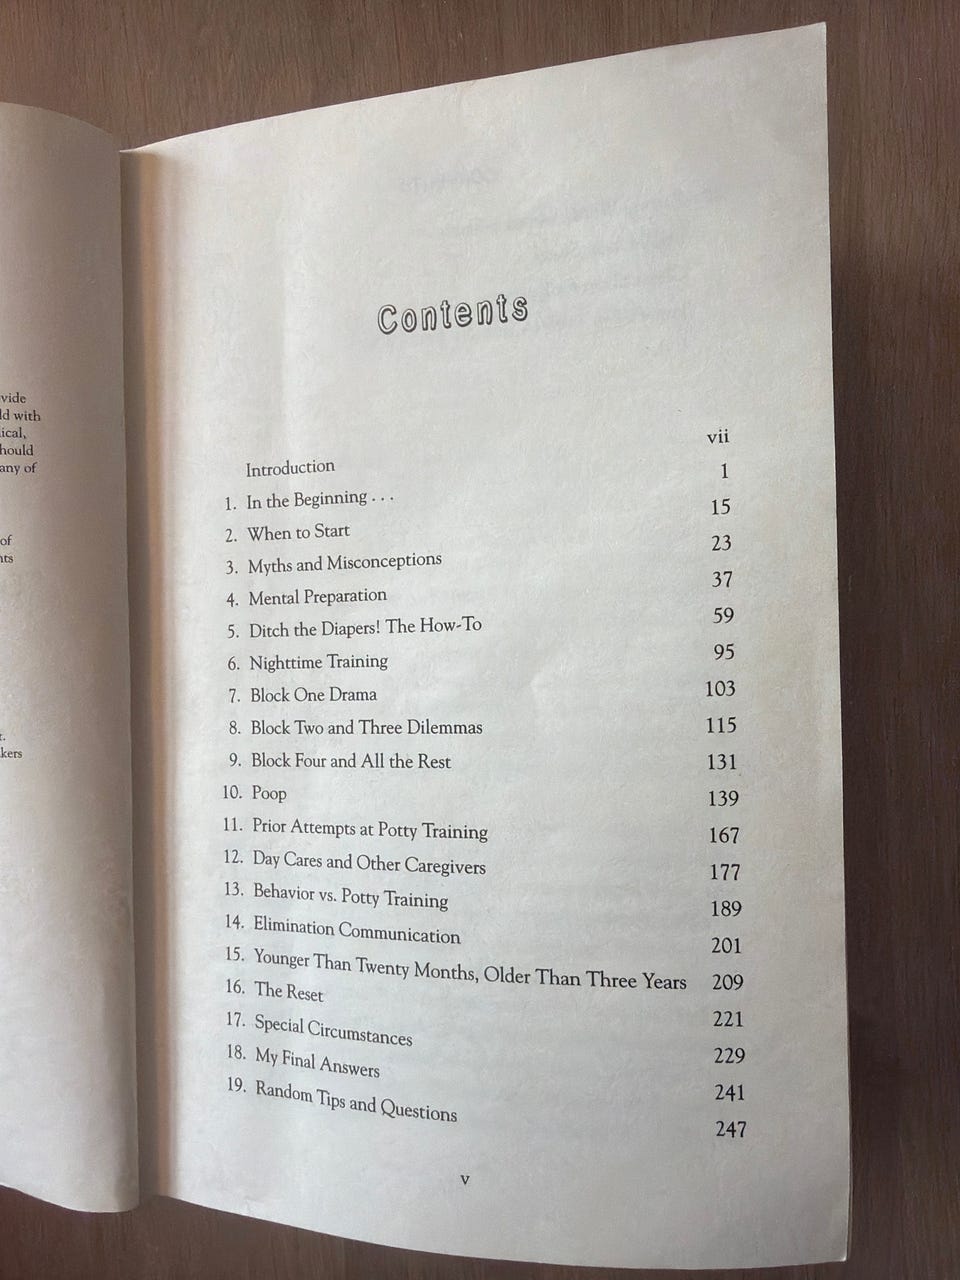 vide
ld with
ical,
hould
any of
of
nts
t.
kers
Contents
Introduction vii
1. In the Beginning . . . 1
2. When to Start 15
3. Myths and Misconceptions 23
4. Mental Preparation 37
5. Ditch the Diapers! The How-To 59
6. Nighttime Training 95
7. Block One Drama 103
8. Block Two and Three Dilemmas 115
9. Block Four and All the Rest 131
10. Poop 139
11. Prior Attempts at Potty Training 167
12. Day Cares and Other Caregivers 177
13. Behavior vs. Potty Training 189
14. Elimination Communication 201
15. Younger Than Twenty Months, Older Than Three Years 209
16. The Reset 221
17. Special Circumstances 229
18. My Final Answers 241
19. Random Tips and Questions 247
v